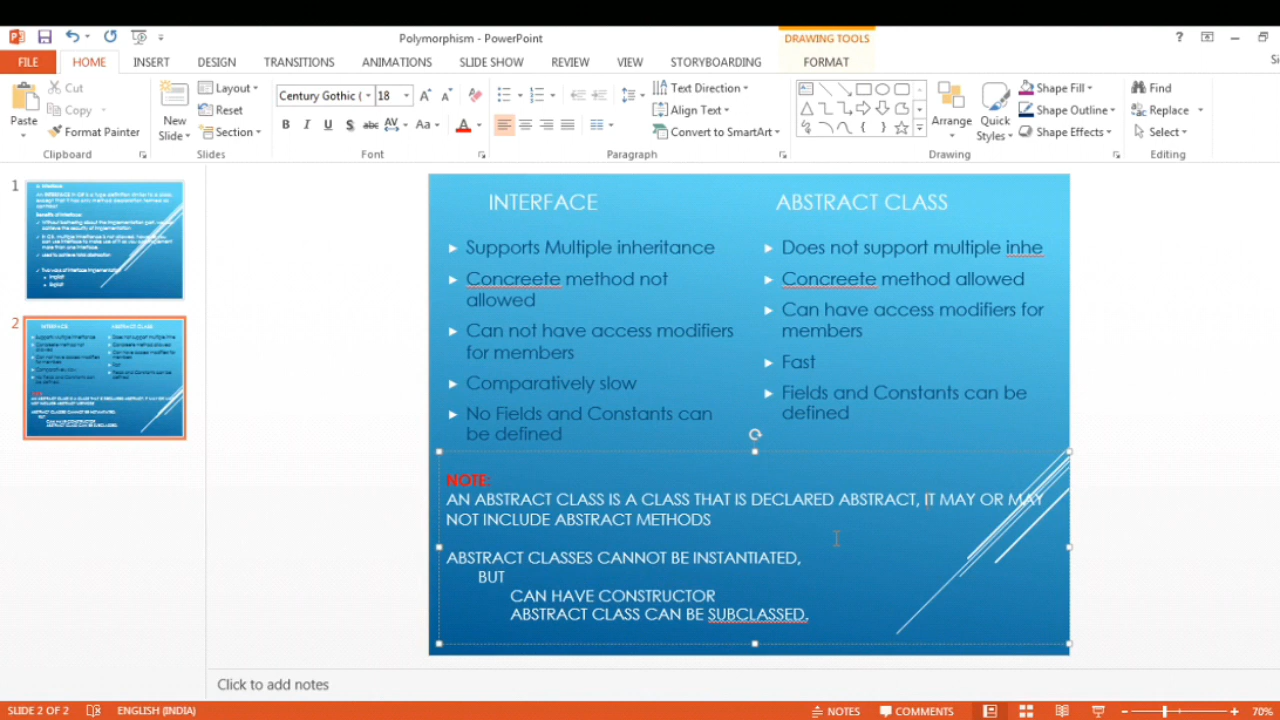 Polymorphism - PowerPoint
DRAWING TOOLS
?
FILE
HOME
INSERT
DESIGN
TRANSITIONS
ANIMATIONS
SLIDE SHOW
REVIEW
VIEW
STORYBOARDING
FORMAT
Paste
Cut
Copy
Format Painter
Clipboard
New
Slide
Layout
Reset
Section
Slides
Century Gothic (
18
B I U S abc AV Aa A
Font
Text Direction
Align Text
Convert to SmartArt
Paragraph
Arrange
Quick
Styles
Shape Fill
Shape Outline
Shape Effects
Drawing
Find
Replace
Select
Editing
1
2
INTERFACE
Supports Multiple inheritance
Concreete method not
allowed
Can not have access modifiers
for members
Comparatively slow
No Fields and Constants can
be defined
ABSTRACT CLASS
Does not support multiple inhe
Concreete method allowed
Can have access modifiers for
members
Fast
Fields and Constants can be
defined
NOTE:
AN ABSTRACT CLASS IS A CLASS THAT IS DECLARED ABSTRACT, IT MAY OR MAY
NOT INCLUDE ABSTRACT METHODS
ABSTRACT CLASSES CANNOT BE INSTANTIATED,
BUT
CAN HAVE CONSTRUCTOR
ABSTRACT CLASS CAN BE SUBCLASSED.
Click to add notes
SLIDE 2 OF 2
ENGLISH (INDIA)
NOTES
COMMENTS
70%